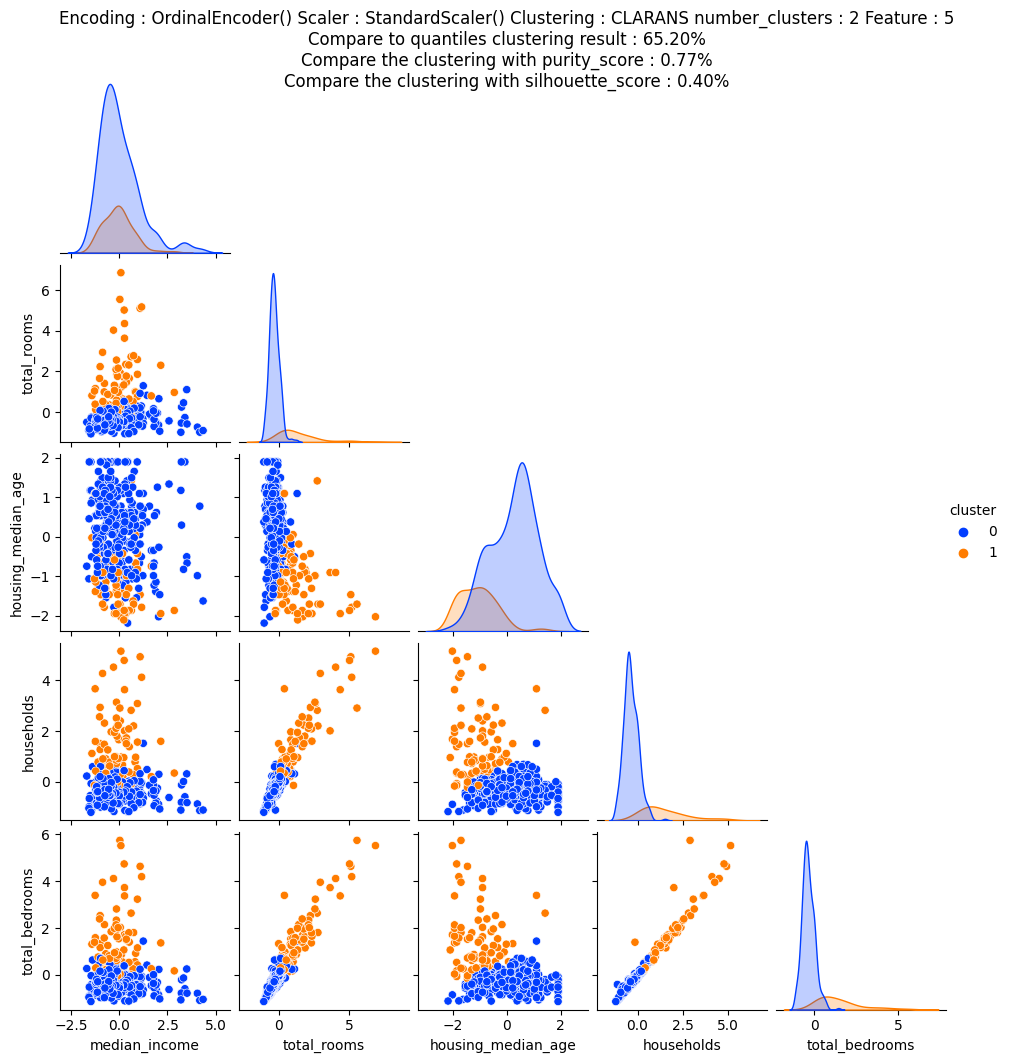 Encoding : OrdinalEncoder() Scaler : StandardScaler() Clustering : CLARANS number_clusters : 2 Feature : 5
Compare to quantiles clustering result : 65.20%
Compare the clustering with purity_score : 0.77%
Compare the clustering with silhouette_score : 0.40%
total_rooms
6
4
2
0
housing_median_age
2
1
0
−1
−2
cluster
0
1
households
4
2
0
total_bedrooms
6
4
2
0
−2.5 0.0 2.5 5.0
0 5
−2 0 2
0.0 2.5 5.0
0 5
median_income
total_rooms
housing_median_age
households
total_bedrooms